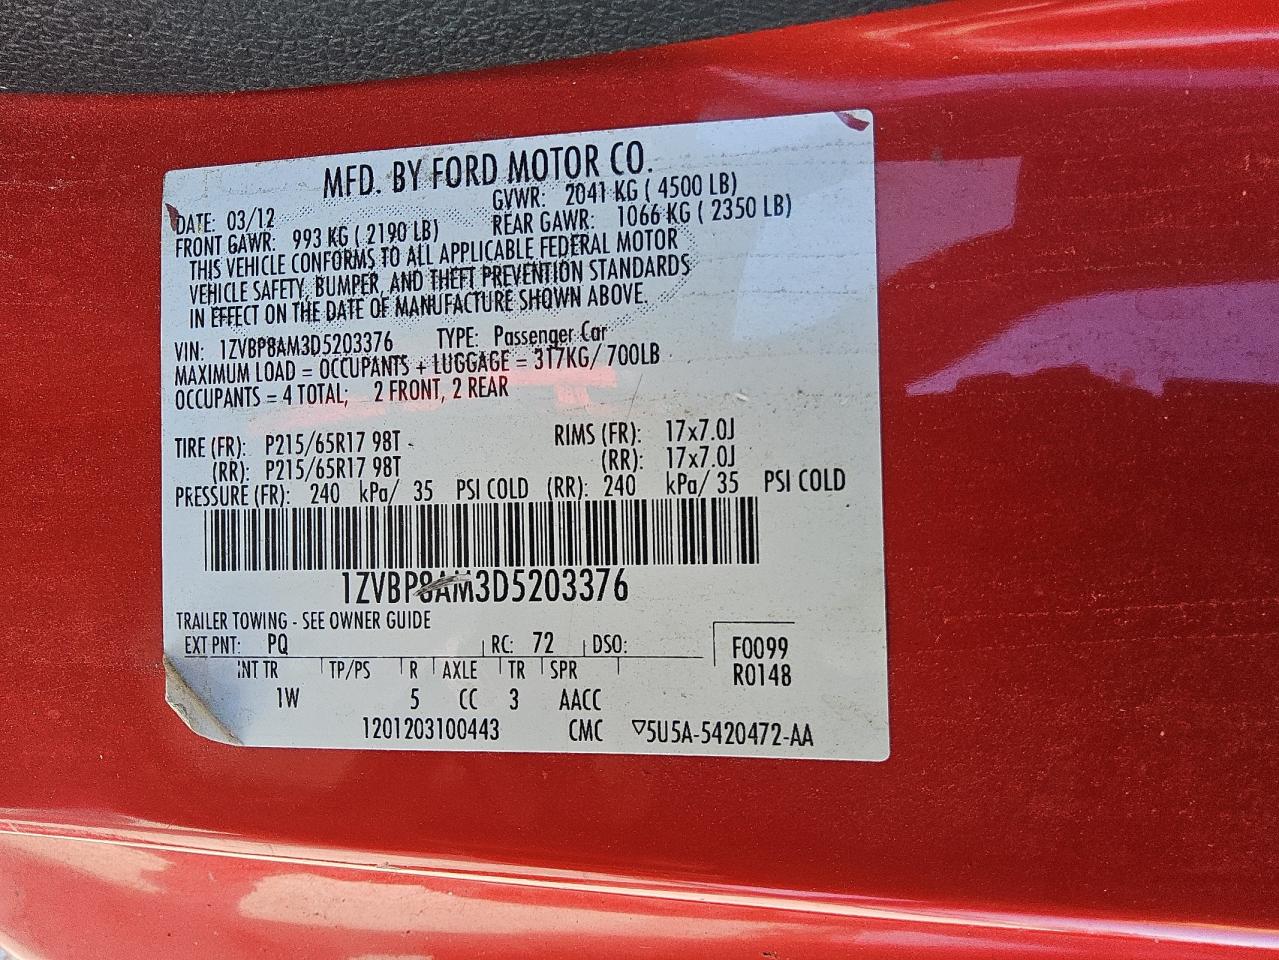 MFD. BY FORD MOTOR CO.
DATE: 03/12 GVWR: 2041 KG ( 4500 LB)
FRONT GAWR: 993 KG ( 2190 LB) REAR GAWR: 1066 KG ( 2350 LB)
THIS VEHICLE CONFORMS TO ALL APPLICABLE FEDERAL MOTOR
VEHICLE SAFETY, BUMPER, AND THEFT PREVENTION STANDARDS
IN EFFECT ON THE DATE OF MANUFACTURE SHOWN ABOVE.
VIN: 1ZVBP8AM3D5203376 TYPE: Passenger Car
MAXIMUM LOAD = OCCUPANTS + LUGGAGE = 317KG/ 700LB
OCCUPANTS = 4 TOTAL; 2 FRONT, 2 REAR
TIRE (FR): P215/65R17 98T RIMS (FR): 17x7.0J
(RR): P215/65R17 98T (RR): 17x7.0J
PRESSURE (FR): 240 kPa/ 35 PSI COLD (RR): 240 kPa/ 35 PSI COLD
1ZVBP8AM3D5203376
TRAILER TOWING - SEE OWNER GUIDE
EXT PNT: PQ RC: 72 DSO: F0099
INT TR TP/PS R AXLE TR SPR R0148
1W 5 CC 3 AACC
1201203100443 CMC ▽5U5A-5420472-AA